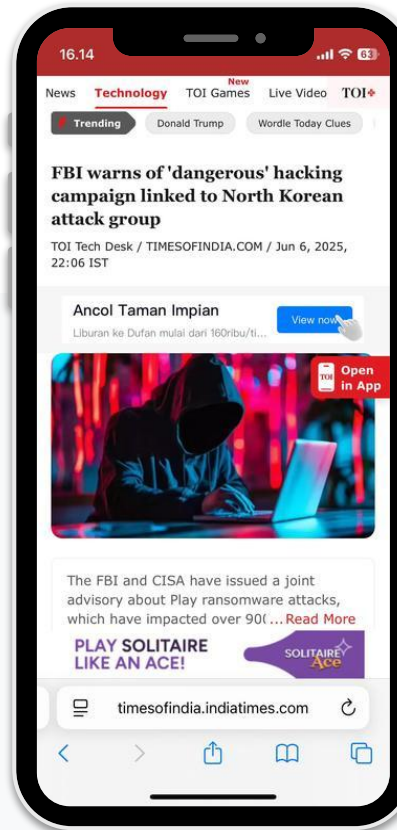 16.14
63
News Technology TOI Games New Live Video TOI+
Trending Donald Trump Wordle Today Clues
FBI warns of 'dangerous' hacking
campaign linked to North Korean
attack group
TOI Tech Desk / TIMESOFINDIA.COM / Jun 6, 2025,
22:06 IST
Ancol Taman Impian
Liburan ke Dufan mulai dari 160ribu/ti...
View now
TOI
Open
in App
The FBI and CISA have issued a joint
advisory about Play ransomware attacks,
which have impacted over 90 ...Read More
PLAY SOLITAIRE
LIKE AN ACE!
SOLITAIRE
Ace
timesofindia.indiatimes.com